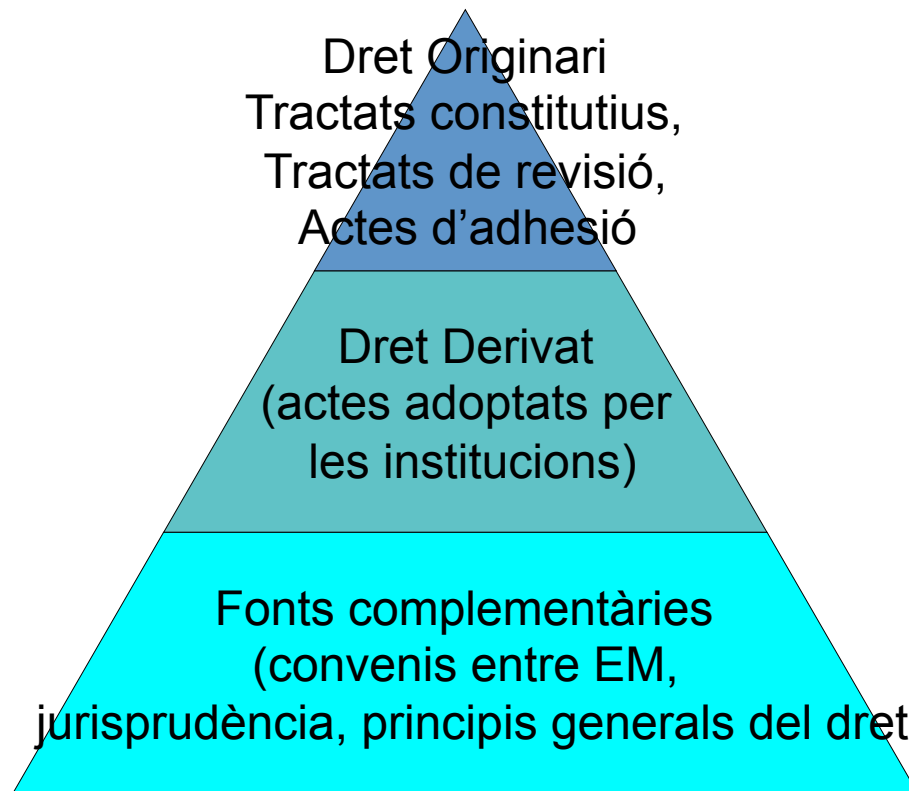 Dret Originari
Tractats constitutius,
Tractats de revisió,
Actes d’adhesió
Dret Derivat
(actes adoptats per
les institucions)
Fonts complementàries
(convenis entre EM,
jurisprudència, principis generals del dret